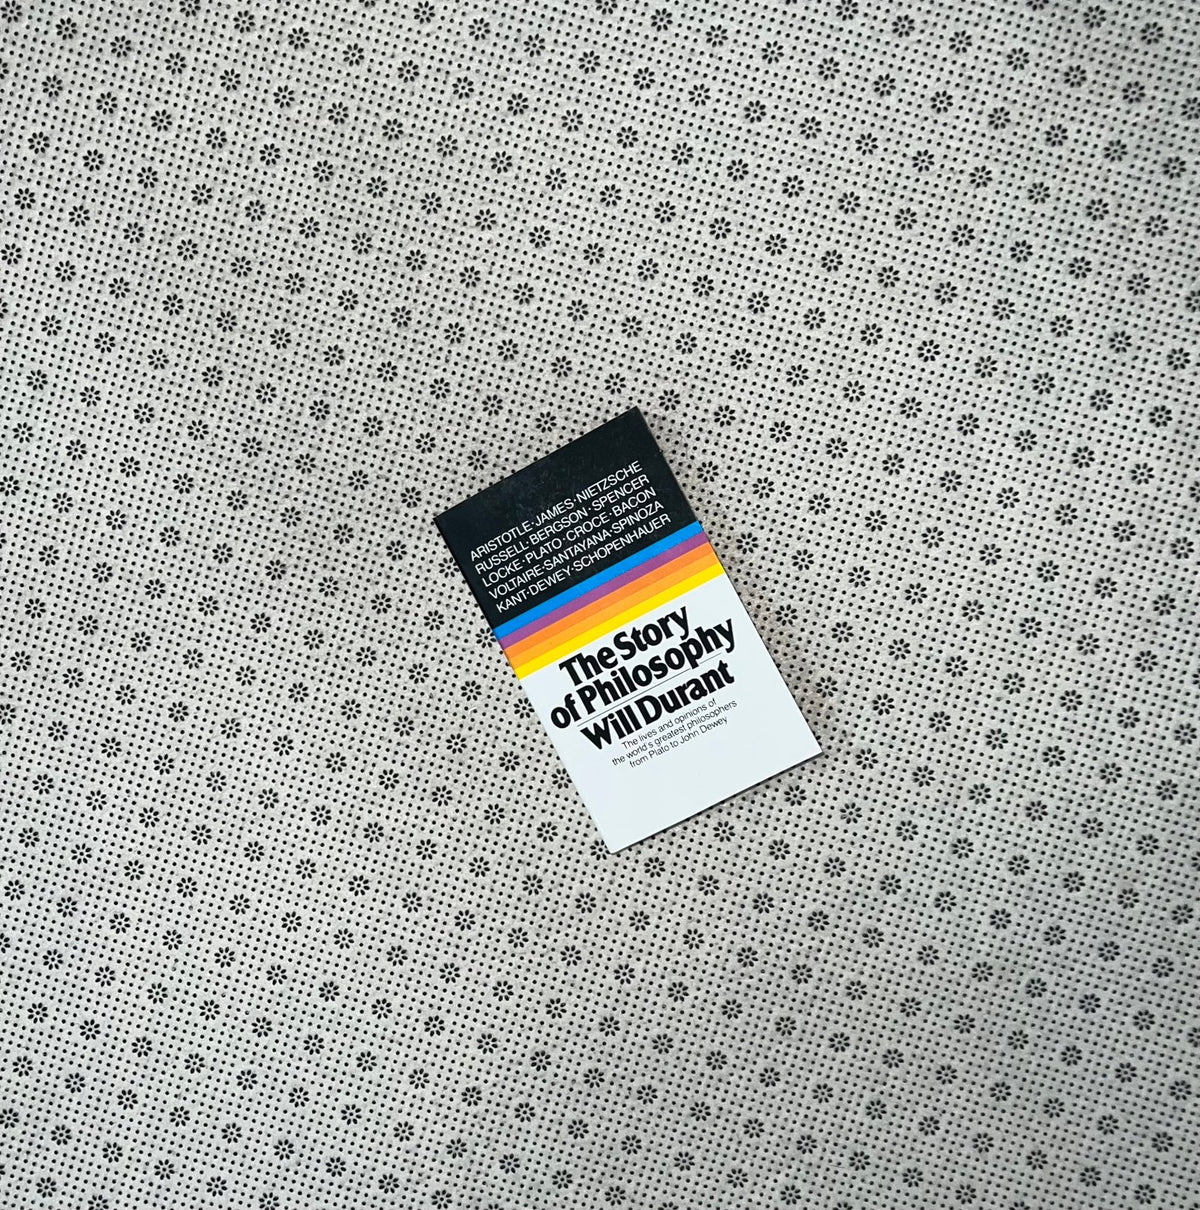 ARISTOTLE·JAMES·NIETZSCHE
RUSSELL·BERGSON·SPENCER
LOCKE·PLATO·CROCE·BACON
VOLTAIRE·SANTAYANA·SPINOZA
KANT·DEWEY·SCHOPENHAUER
The Story
of Philosophy
Will Durant
The lives and opinions of
the world's greatest philosophers
from Plato to John Dewey